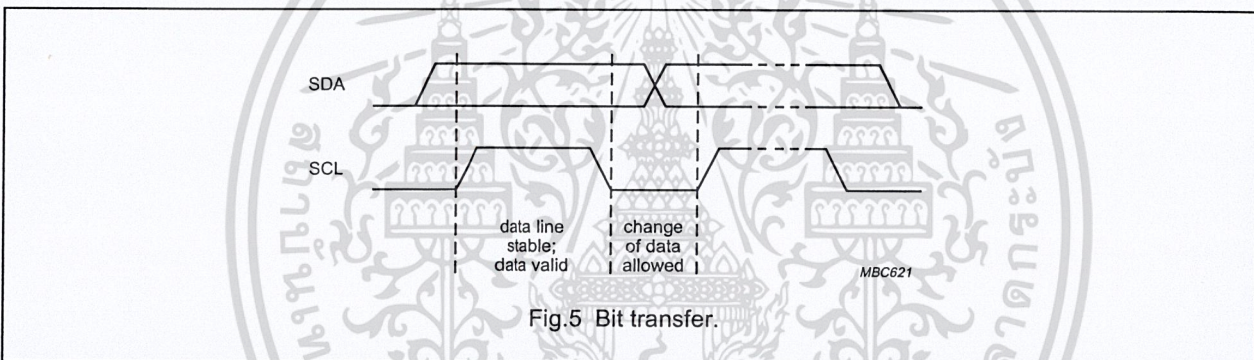 SDA
SCL
data line
stable;
data valid
change
of data
allowed
MBC621
Fig.5 Bit transfer.